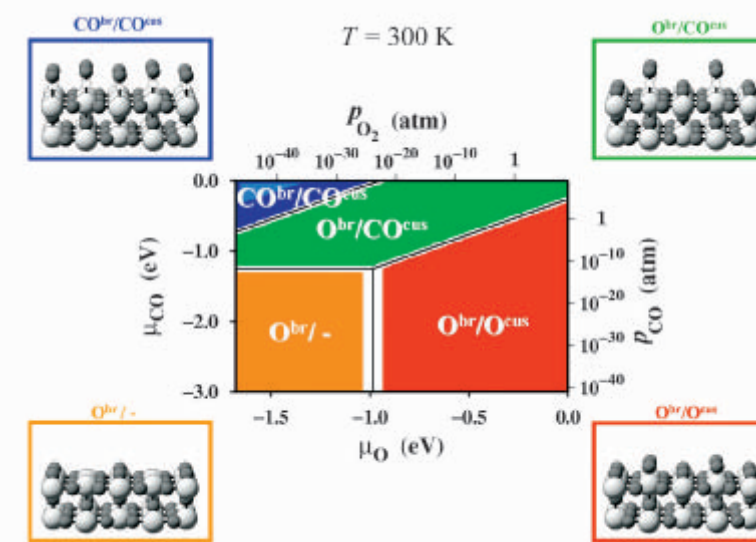 CO^br/CO^cus
T = 300 K
O^br/CO^cus
p_O₂ (atm)
10⁻⁴⁰ 10⁻³⁰ 10⁻²⁰ 10⁻¹⁰ 1
0.0
−1.0
−2.0
−3.0
μ_CO (eV)
CO^br/CO^cus
O^br/CO^cus
O^br/-
O^br/O^cus
1
10⁻¹⁰
10⁻²⁰
10⁻³⁰
10⁻⁴⁰
p_CO (atm)
−1.5 −1.0 −0.5 0.0
μ_O (eV)
O^br/-
O^br/O^cus